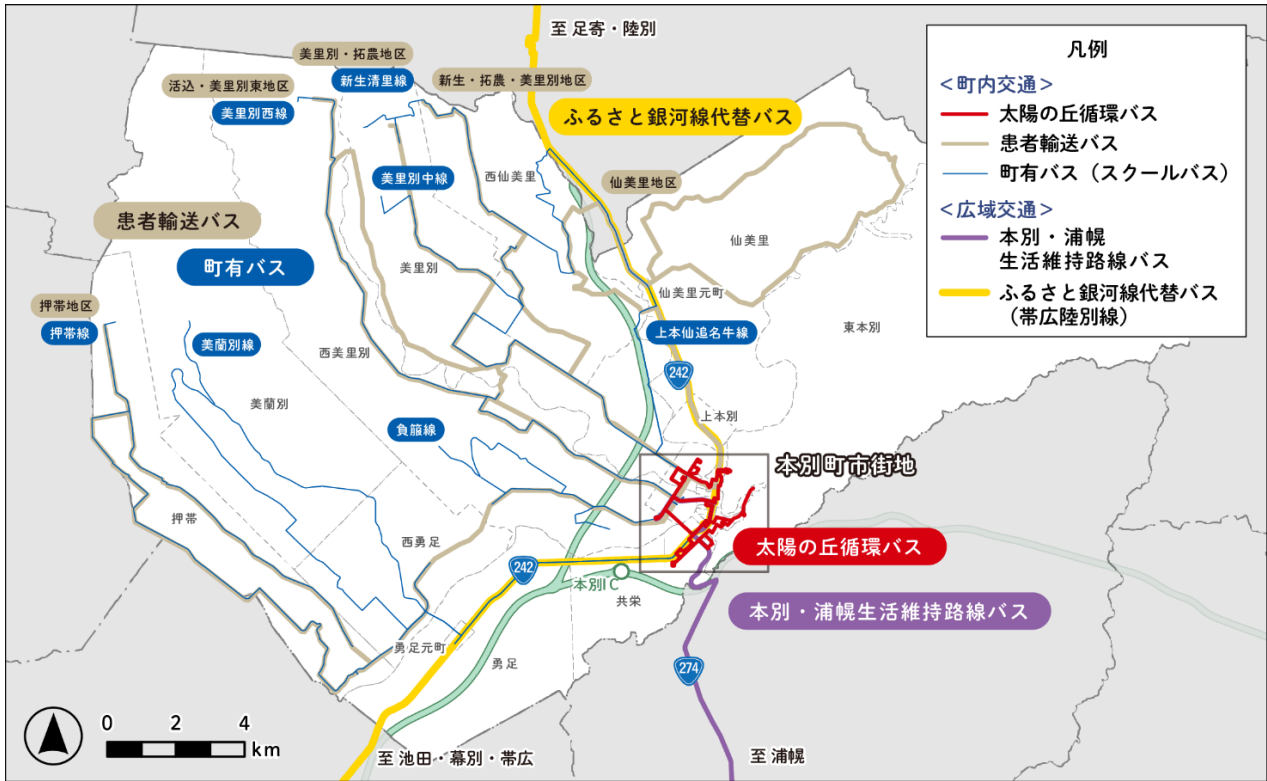 至 足寄・陸別
美里別・拓農地区
新生清里線
活込・美里別東地区
美里別西線
新生・拓農・美里別地区
ふるさと銀河線代替バス
美里別中線
西仙美里
仙美里地区
仙美里
患者輸送バス
町有バス
美里別
仙美里元町
東本別
押帯地区
押帯線
美蘭別線
西美里別
上本仙追名牛線
242
美蘭別
上本別
負箙線
本別町市街地
押帯
西勇足
太陽の丘循環バス
242
本別IC
共栄
本別・浦幌生活維持路線バス
勇足元町
勇足
274
0 2 4
km
至 池田・幕別・帯広
至 浦幌
凡例
<町内交通>
太陽の丘循環バス
患者輸送バス
町有バス（スクールバス）
<広域交通>
本別・浦幌
生活維持路線バス
ふるさと銀河線代替バス
（帯広陸別線）